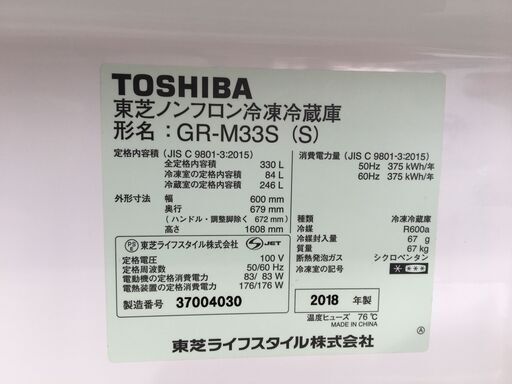 TOSHIBA
東芝ノンフロン冷凍冷蔵庫
形名：GR-M33S（S）
定格内容積（JIS C 9801-3:2015）
全定格内容積 330 L
冷凍室の定格内容積 84 L
冷蔵室の定格内容積 246 L
外形寸法 幅 600 mm
奥行 679 mm
（ハンドル・調整脚除く 672 mm）
高さ 1608 mm
消費電力量（JIS C 9801-3:2015）
50Hz 375 kWh/年
60Hz 375 kWh/年
種類 冷凍冷蔵庫
冷媒 R600a
冷媒封入量 67 g
質量 67 kg
断熱発泡ガス シクロペンタン
冷凍室の記号
PS E 東芝ライフスタイル株式会社 S JET
定格電圧 100 V
定格周波数 50/60 Hz
電動機の定格消費電力 83/ 83 W
電熱装置の定格消費電力 176/176 W
製造番号 37004030
2018 年製
温度ヒューズ 76℃
MADE IN CHINA
Ⓐ
東芝ライフスタイル株式会社